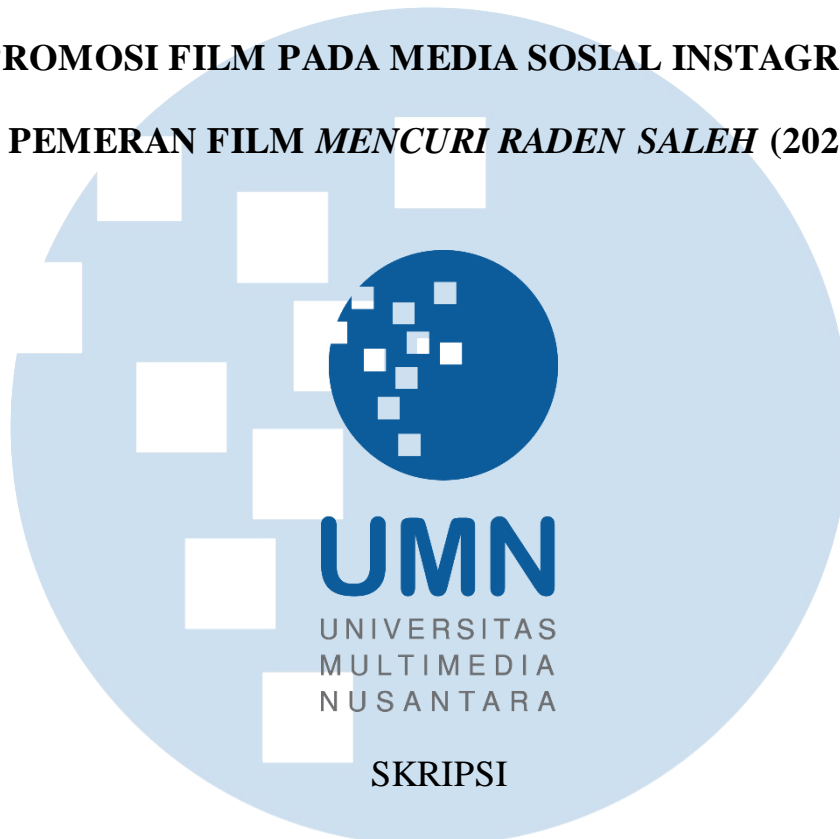 ROMOSI FILM PADA MEDIA SOSIAL INSTAGR
PEMERAN FILM MENCURI RADEN SALEH (202
UMN
UNIVERSITAS
MULTIMEDIA
NUSANTARA
SKRIPSI